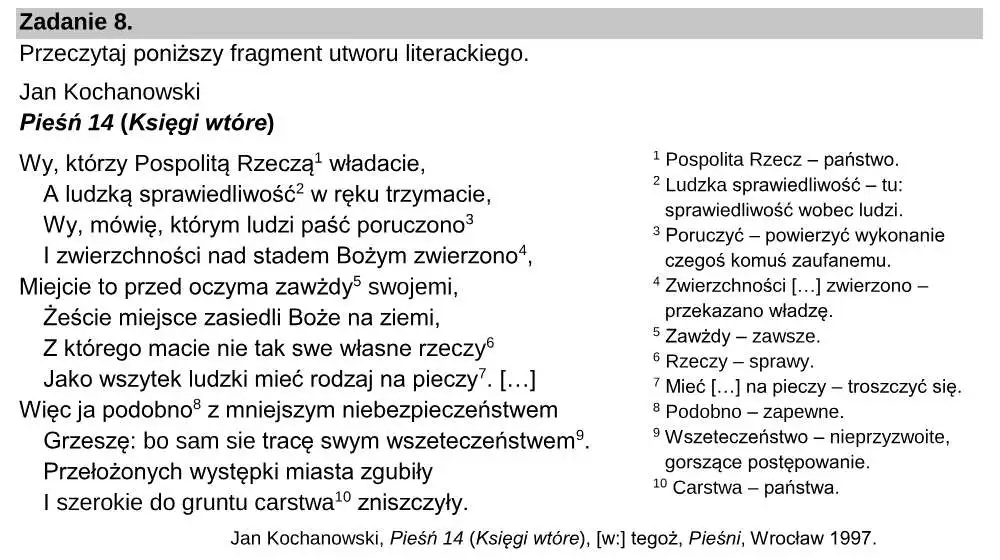 Zadanie 8.
Przeczytaj poniższy fragment utworu literackiego.
Jan Kochanowski
Pieśń 14 (Księgi wtóre)
Wy, którzy Pospolitą Rzeczą¹ władacie,
A ludzką sprawiedliwość² w ręku trzymacie,
Wy, mówię, którym ludzi paść poruczono³
I zwierzchności nad stadem Bożym zwierzono⁴,
Miejcie to przed oczyma zawżdy⁵ swojemi,
Żeście miejsce zasiedli Boże na ziemi,
Z którego macie nie tak swe własne rzeczy⁶
Jako wszytek ludzki mieć rodzaj na pieczy⁷. […]
Więc ja podobno⁸ z mniejszym niebezpieczeństwem
Grzeszę: bo sam sie tracę swym wszeteczeństwem⁹.
Przełożonych występki miasta zgubiły
I szerokie do gruntu carstwa¹⁰ zniszczyły.
¹ Pospolita Rzecz – państwo.
² Ludzka sprawiedliwość – tu:
sprawiedliwość wobec ludzi.
³ Poruczyć – powierzyć wykonanie
czegoś komuś zaufanemu.
⁴ Zwierzchności […] zwierzono –
przekazano władzę.
⁵ Zawżdy – zawsze.
⁶ Rzeczy – sprawy.
⁷ Mieć […] na pieczy – troszczyć się.
⁸ Podobno – zapewne.
⁹ Wszeteczeństwo – nieprzyzwoite,
gorszące postępowanie.
¹⁰ Carstwa – państwa.
Jan Kochanowski, Pieśń 14 (Księgi wtóre), [w:] tegoż, Pieśni, Wrocław 1997.